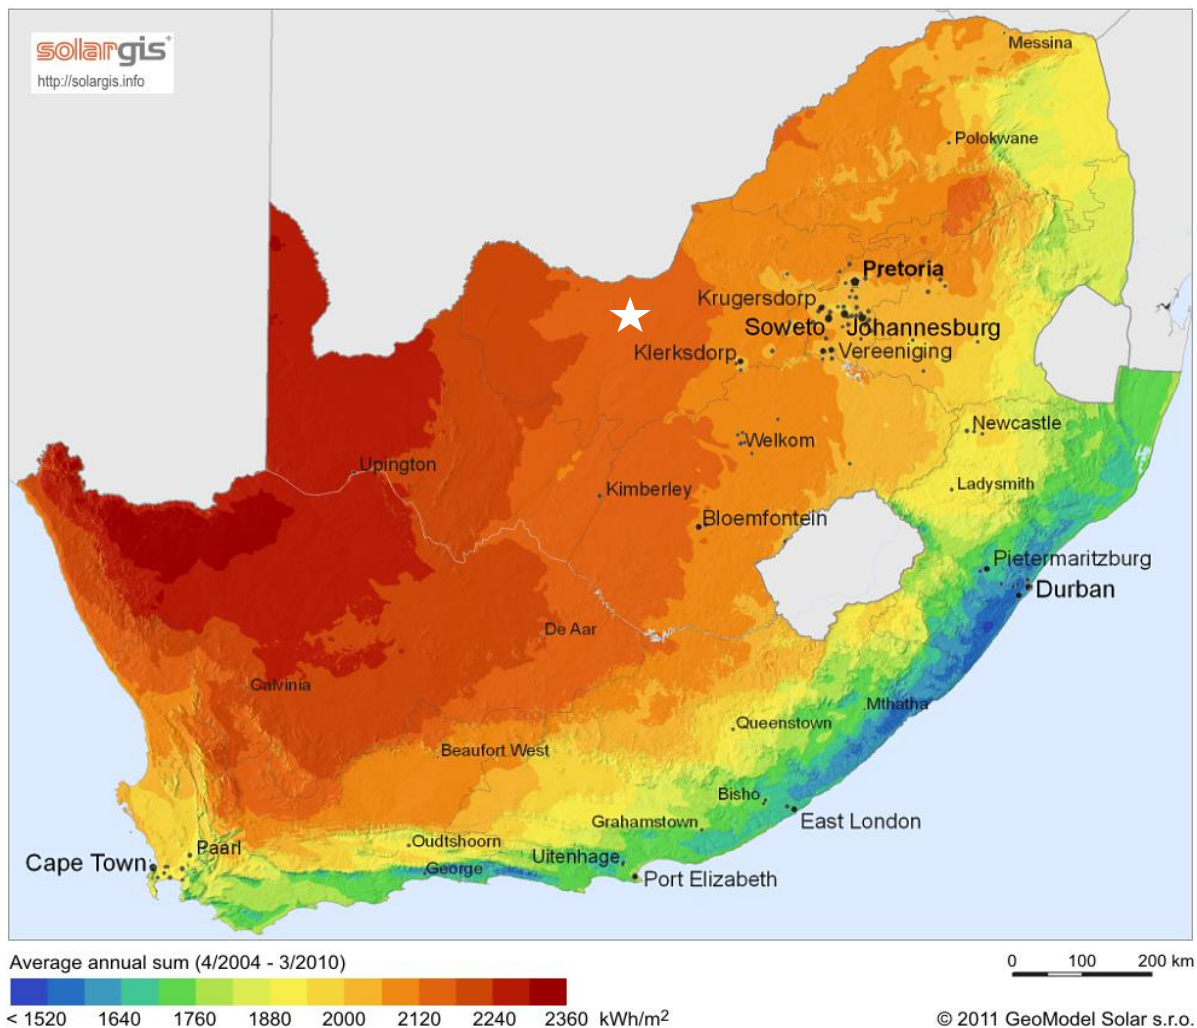 solargis
http://solargis.info
Messina
Polokwane
Pretoria
Krugersdorp
Soweto
Johannesburg
Klerksdorp
Vereeniging
Newcastle
Welkom
Upington
Ladysmith
Kimberley
Bloemfontein
Pietermaritzburg
Durban
De Aar
Calvinia
Mthatha
Queenstown
Beaufort West
Bisho
Grahamstown
East London
Oudtshoorn
Paarl
Cape Town
Uitenhage
George
Port Elizabeth
Average annual sum (4/2004 - 3/2010)
0 100 200 km
< 1520 1640 1760 1880 2000 2120 2240 2360 kWh/m2
© 2011 GeoModel Solar s.r.o.